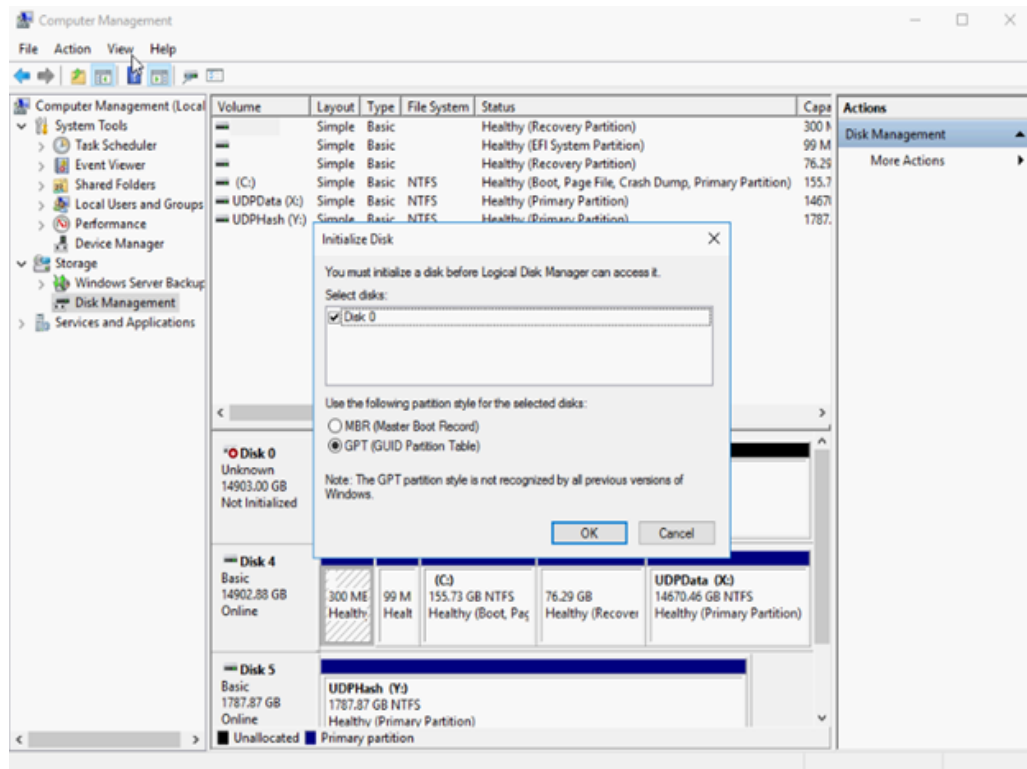 Computer Management
File Action View Help
Computer Management (Local
System Tools
Task Scheduler
Event Viewer
Shared Folders
Local Users and Groups
Performance
Device Manager
Storage
Windows Server Backup
Disk Management
Services and Applications
Volume Layout Type File System Status Capa
Simple Basic Healthy (Recovery Partition) 300 M
Simple Basic Healthy (EFI System Partition) 99 M
Simple Basic Healthy (Recovery Partition) 76.29
(C:) Simple Basic NTFS Healthy (Boot, Page File, Crash Dump, Primary Partition) 155.7
UDPData (X:) Simple Basic NTFS Healthy (Primary Partition) 14670
UDPHash (Y:) Simple Basic NTFS Healthy (Primary Partition) 1787.
Actions
Disk Management
More Actions
Initialize Disk
You must initialize a disk before Logical Disk Manager can access it.
Select disks:
Disk 0
Use the following partition style for the selected disks:
MBR (Master Boot Record)
GPT (GUID Partition Table)
Note: The GPT partition style is not recognized by all previous versions of
Windows.
OK Cancel
Disk 0
Unknown
14903.00 GB
Not Initialized
Disk 4
Basic
14902.88 GB
Online
300 ME
Healthy
99 M
Healt
(C:)
155.73 GB NTFS
Healthy (Boot, Pag
76.29 GB
Healthy (Recover
UDPData (X:)
14670.46 GB NTFS
Healthy (Primary Partition)
Disk 5
Basic
1787.87 GB
Online
UDPHash (Y:)
1787.87 GB NTFS
Healthy (Primary Partition)
Unallocated Primary partition